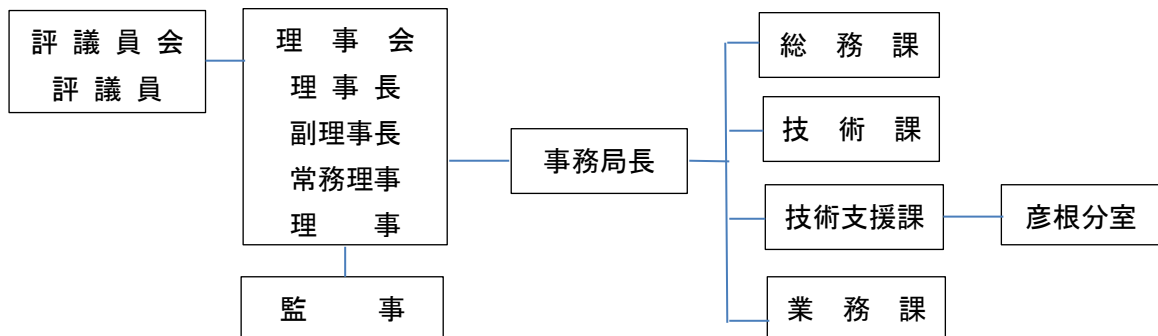 評議員会
評議員
理事会
理事長
副理事長
常務理事
理事
監事
事務局長
総務課
技術課
技術支援課
彦根分室
業務課